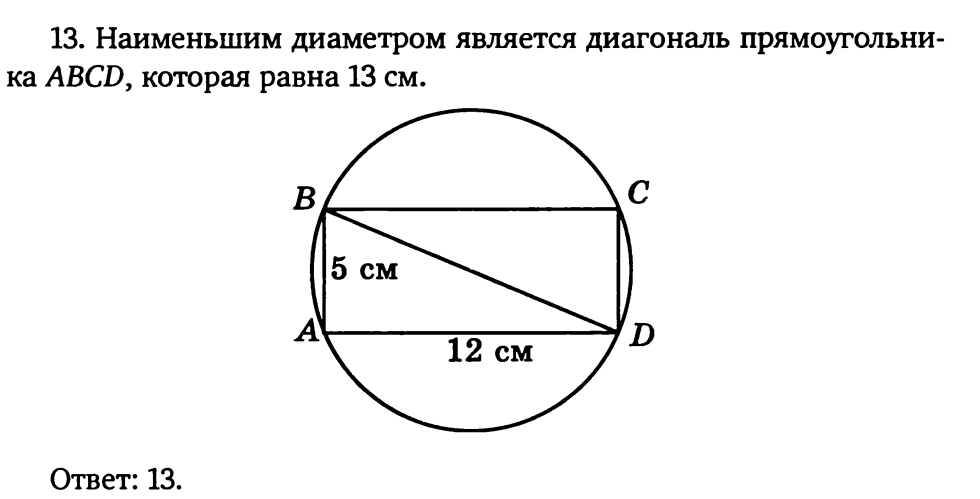 13. Наименьшим диаметром является диагональ прямоугольни-
ка ABCD, которая равна 13 см.
B
C
5 см
A
D
12 см
Ответ: 13.